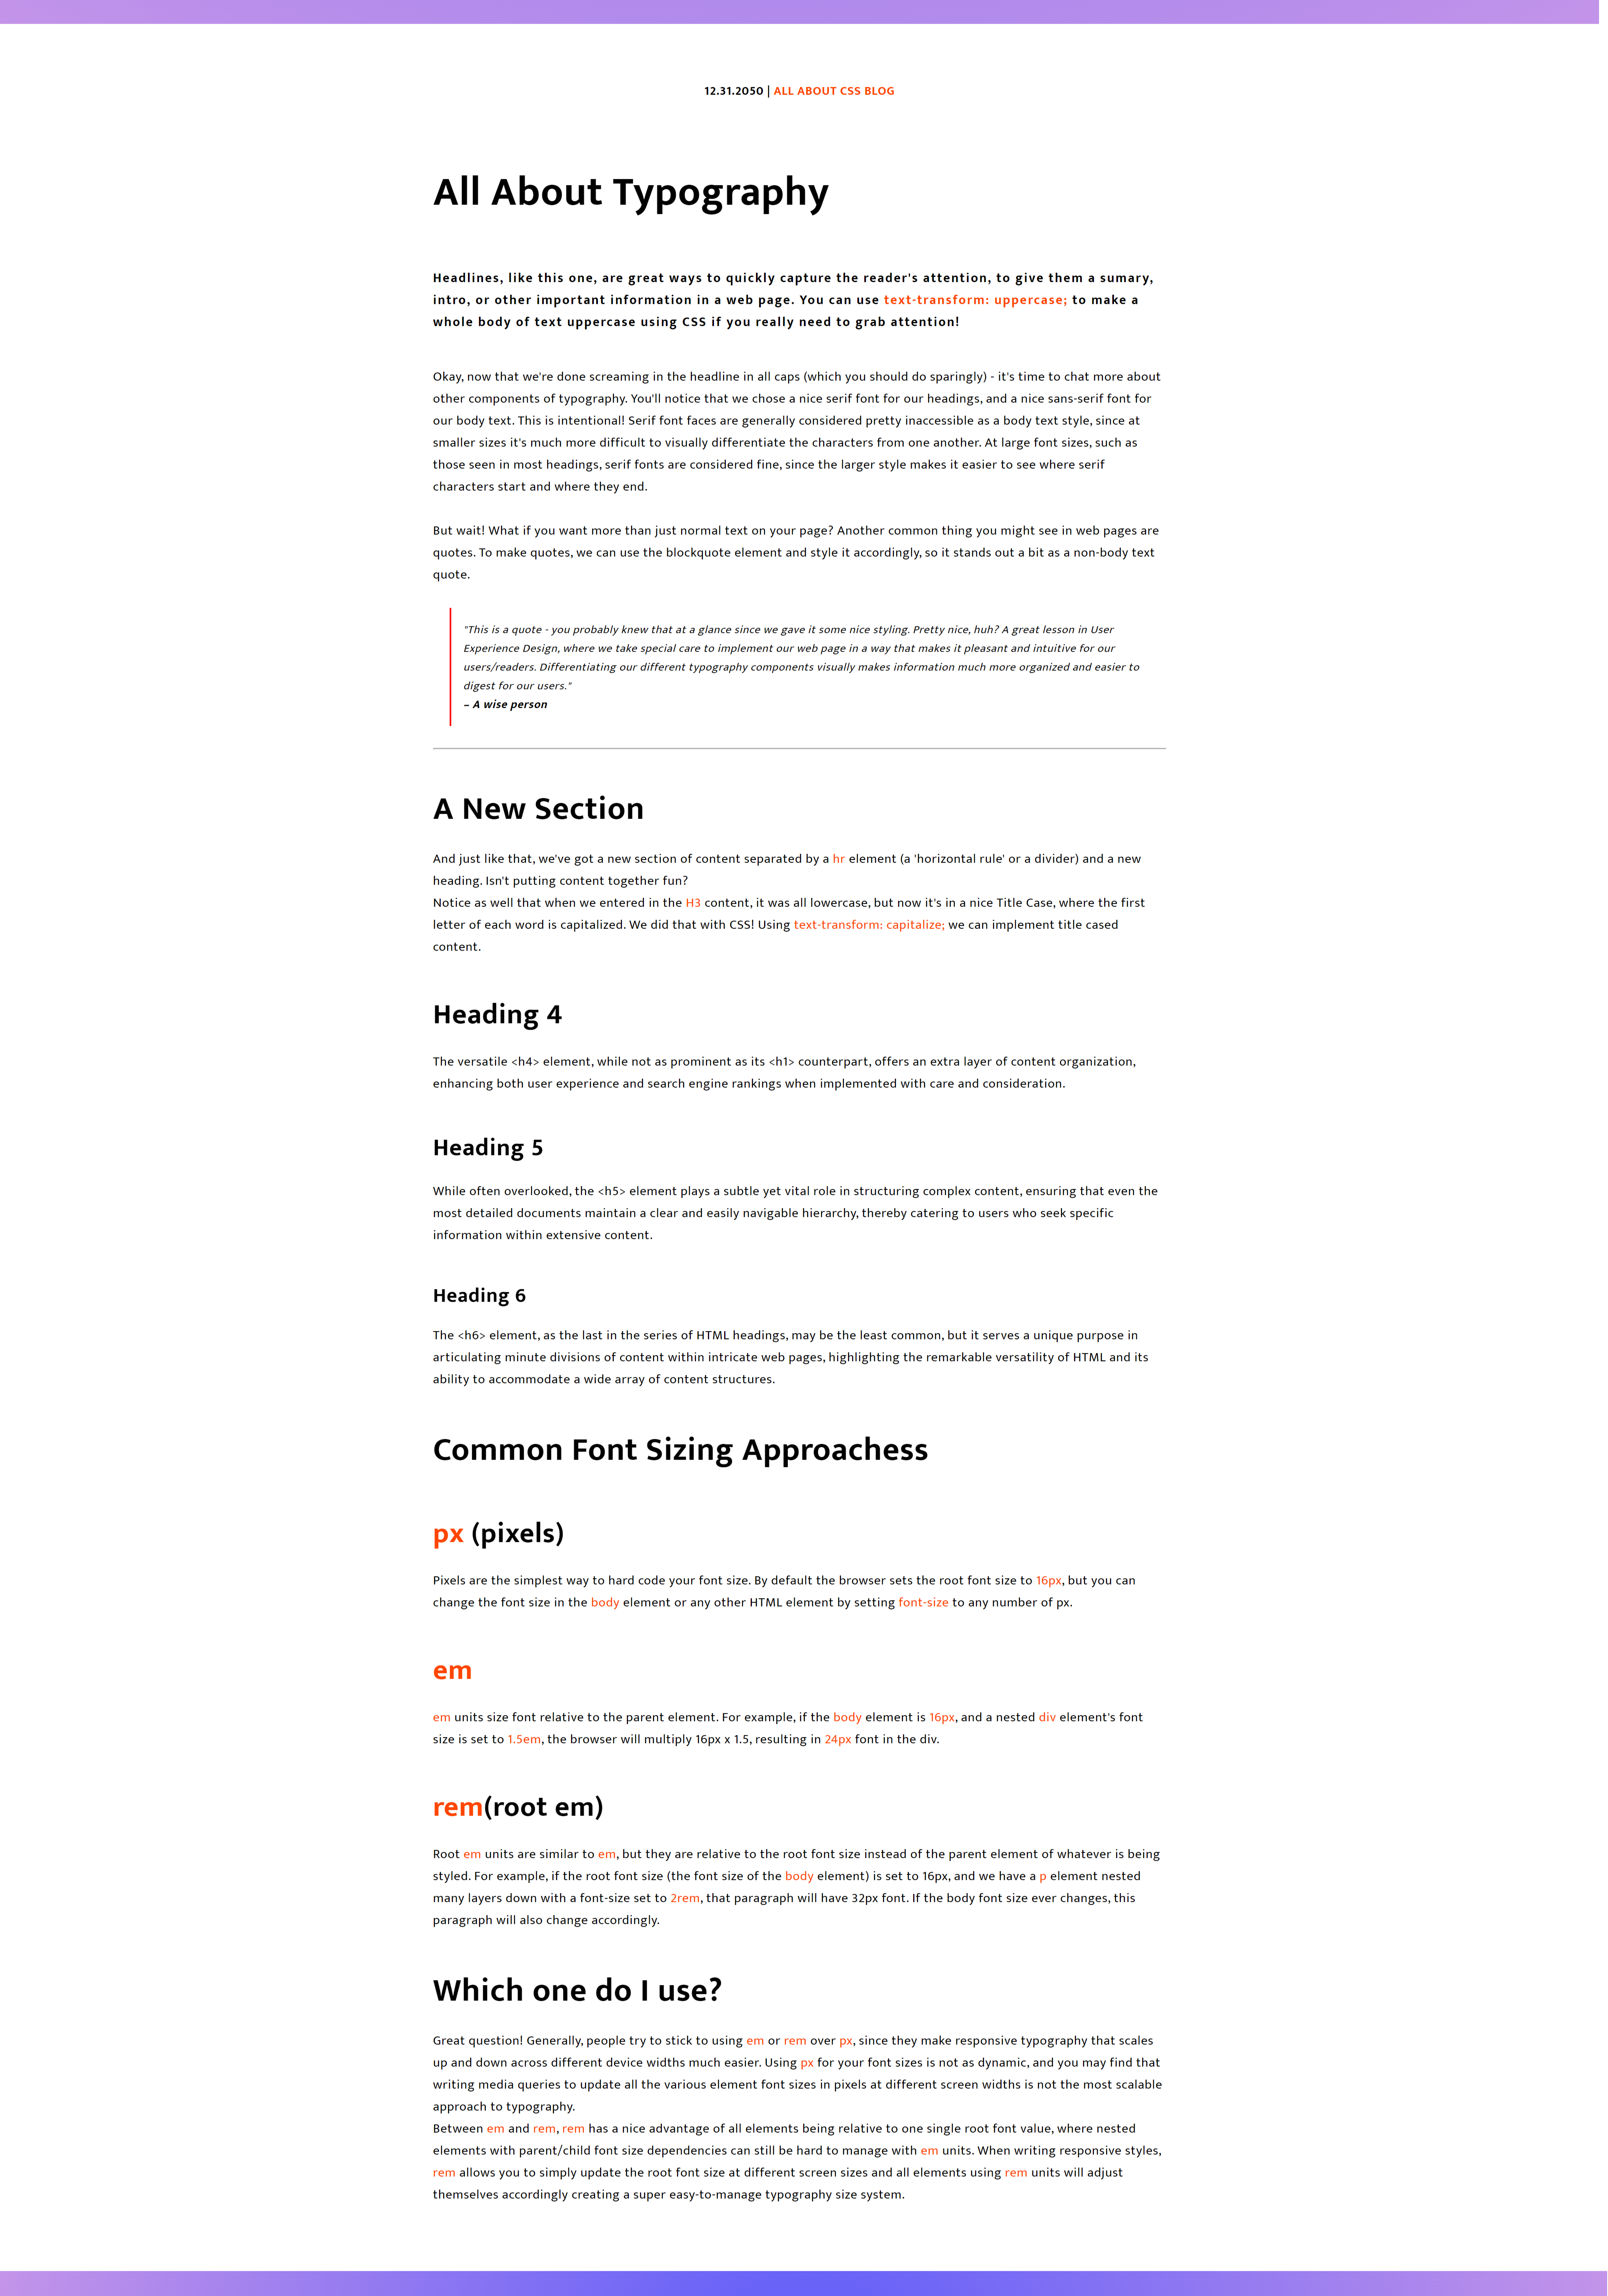 12.31.2050 | ALL ABOUT CSS BLOG
All About Typography
Headlines, like this one, are great ways to quickly capture the reader's attention, to give them a sumary,
intro, or other important information in a web page. You can use text-transform: uppercase; to make a
whole body of text uppercase using CSS if you really need to grab attention!
Okay, now that we're done screaming in the headline in all caps (which you should do sparingly) - it's time to chat more about
other components of typography. You'll notice that we chose a nice serif font for our headings, and a nice sans-serif font for
our body text. This is intentional! Serif font faces are generally considered pretty inaccessible as a body text style, since at
smaller sizes it's much more difficult to visually differentiate the characters from one another. At large font sizes, such as
those seen in most headings, serif fonts are considered fine, since the larger style makes it easier to see where serif
characters start and where they end.
But wait! What if you want more than just normal text on your page? Another common thing you might see in web pages are
quotes. To make quotes, we can use the blockquote element and style it accordingly, so it stands out a bit as a non-body text
quote.
"This is a quote - you probably knew that at a glance since we gave it some nice styling. Pretty nice, huh? A great lesson in User
Experience Design, where we take special care to implement our web page in a way that makes it pleasant and intuitive for our
users/readers. Differentiating our different typography components visually makes information much more organized and easier to
digest for our users."
– A wise person
A New Section
And just like that, we've got a new section of content separated by a hr element (a 'horizontal rule' or a divider) and a new
heading. Isn't putting content together fun?
Notice as well that when we entered in the H3 content, it was all lowercase, but now it's in a nice Title Case, where the first
letter of each word is capitalized. We did that with CSS! Using text-transform: capitalize; we can implement title cased
content.
Heading 4
The versatile <h4> element, while not as prominent as its <h1> counterpart, offers an extra layer of content organization,
enhancing both user experience and search engine rankings when implemented with care and consideration.
Heading 5
While often overlooked, the <h5> element plays a subtle yet vital role in structuring complex content, ensuring that even the
most detailed documents maintain a clear and easily navigable hierarchy, thereby catering to users who seek specific
information within extensive content.
Heading 6
The <h6> element, as the last in the series of HTML headings, may be the least common, but it serves a unique purpose in
articulating minute divisions of content within intricate web pages, highlighting the remarkable versatility of HTML and its
ability to accommodate a wide array of content structures.
Common Font Sizing Approachess
px (pixels)
Pixels are the simplest way to hard code your font size. By default the browser sets the root font size to 16px, but you can
change the font size in the body element or any other HTML element by setting font-size to any number of px.
em
em units size font relative to the parent element. For example, if the body element is 16px, and a nested div element's font
size is set to 1.5em, the browser will multiply 16px x 1.5, resulting in 24px font in the div.
rem(root em)
Root em units are similar to em, but they are relative to the root font size instead of the parent element of whatever is being
styled. For example, if the root font size (the font size of the body element) is set to 16px, and we have a p element nested
many layers down with a font-size set to 2rem, that paragraph will have 32px font. If the body font size ever changes, this
paragraph will also change accordingly.
Which one do I use?
Great question! Generally, people try to stick to using em or rem over px, since they make responsive typography that scales
up and down across different device widths much easier. Using px for your font sizes is not as dynamic, and you may find that
writing media queries to update all the various element font sizes in pixels at different screen widths is not the most scalable
approach to typography.
Between em and rem, rem has a nice advantage of all elements being relative to one single root font value, where nested
elements with parent/child font size dependencies can still be hard to manage with em units. When writing responsive styles,
rem allows you to simply update the root font size at different screen sizes and all elements using rem units will adjust
themselves accordingly creating a super easy-to-manage typography size system.